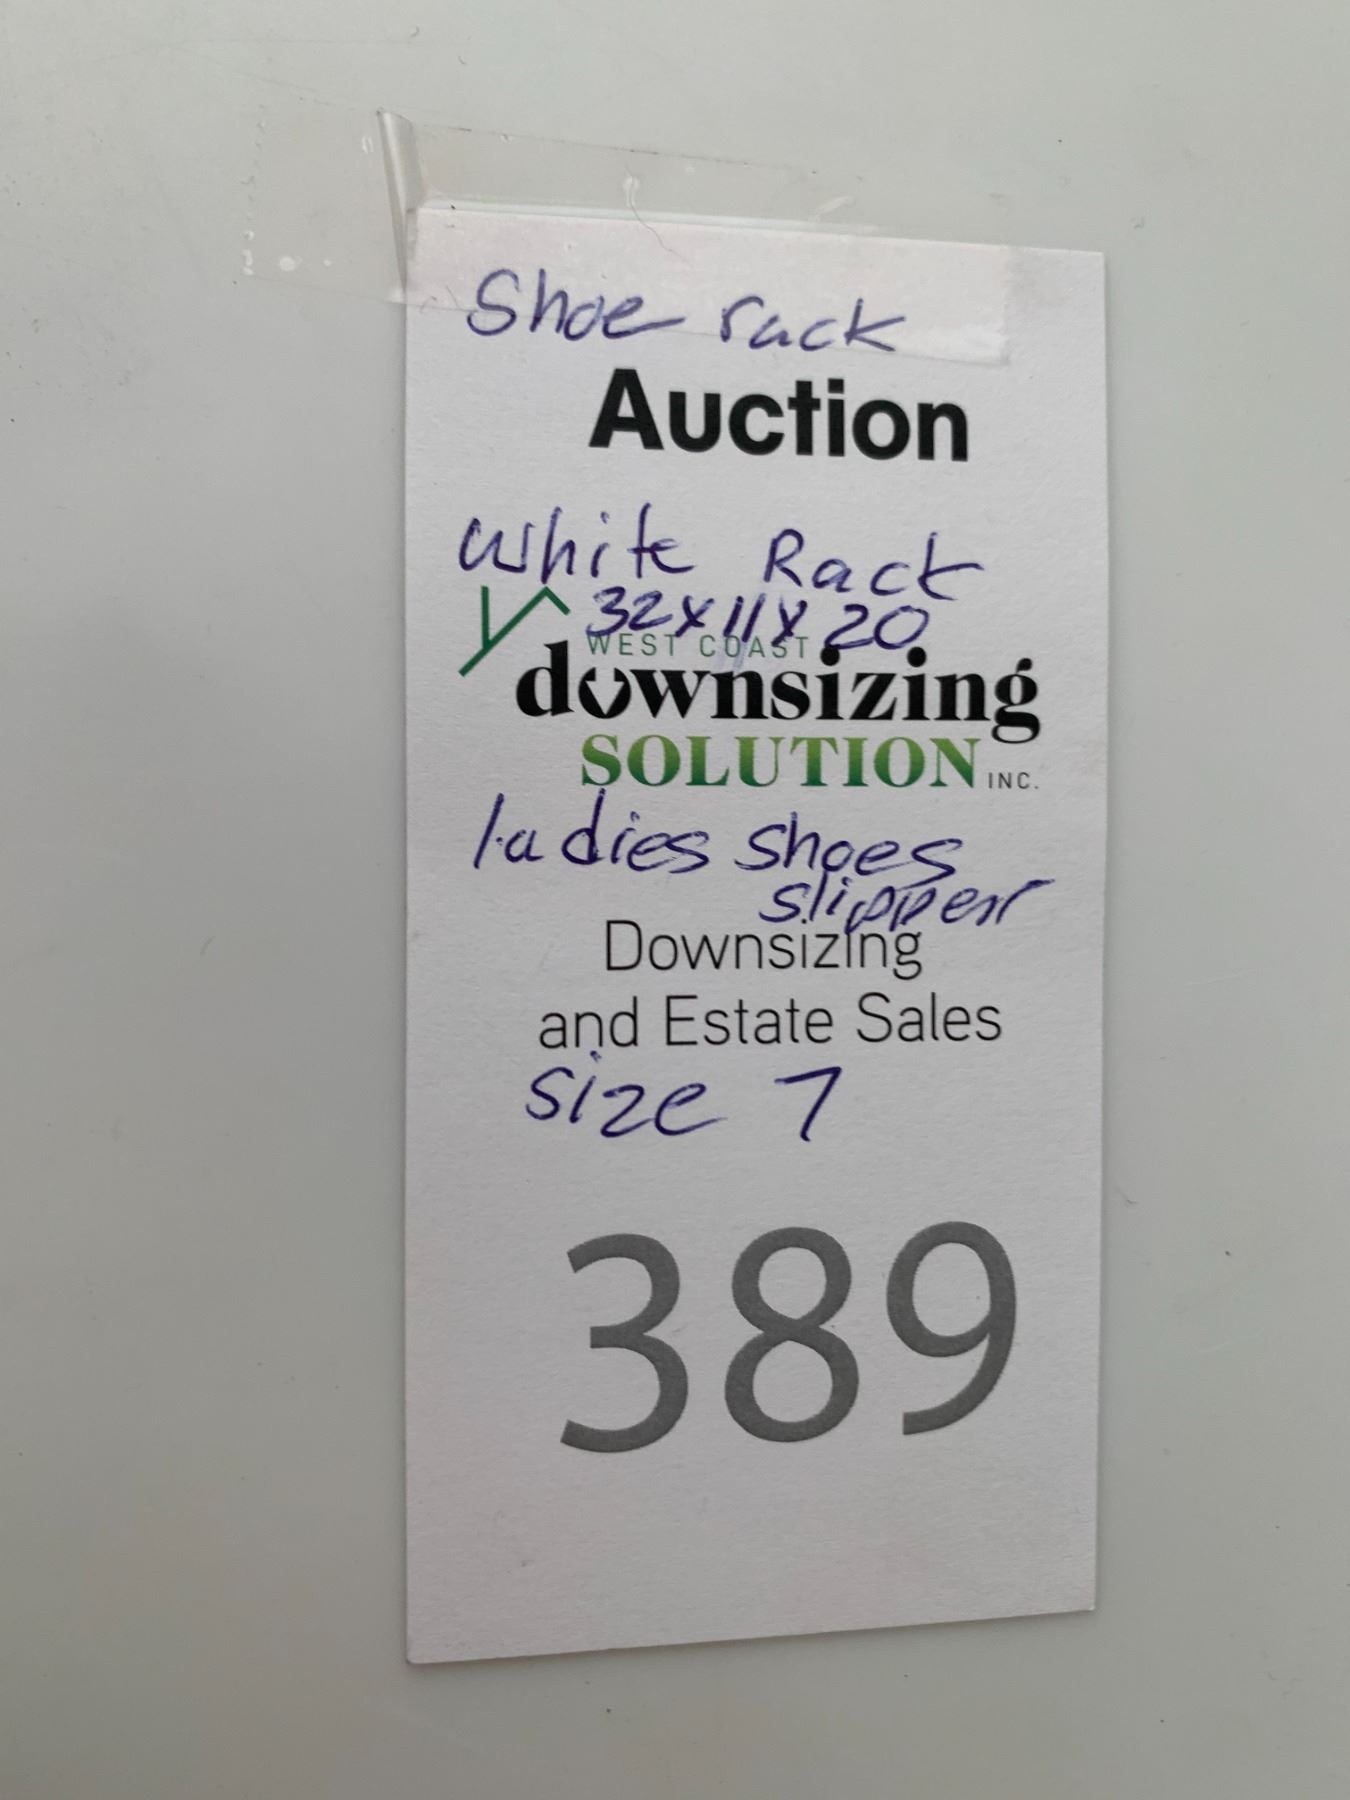 Shoe rack
Auction
White Rack
32x11x20
WEST COAST
downsizing
SOLUTION INC.
ladies shoes
slipper
Downsizing
and Estate Sales
size 7
389